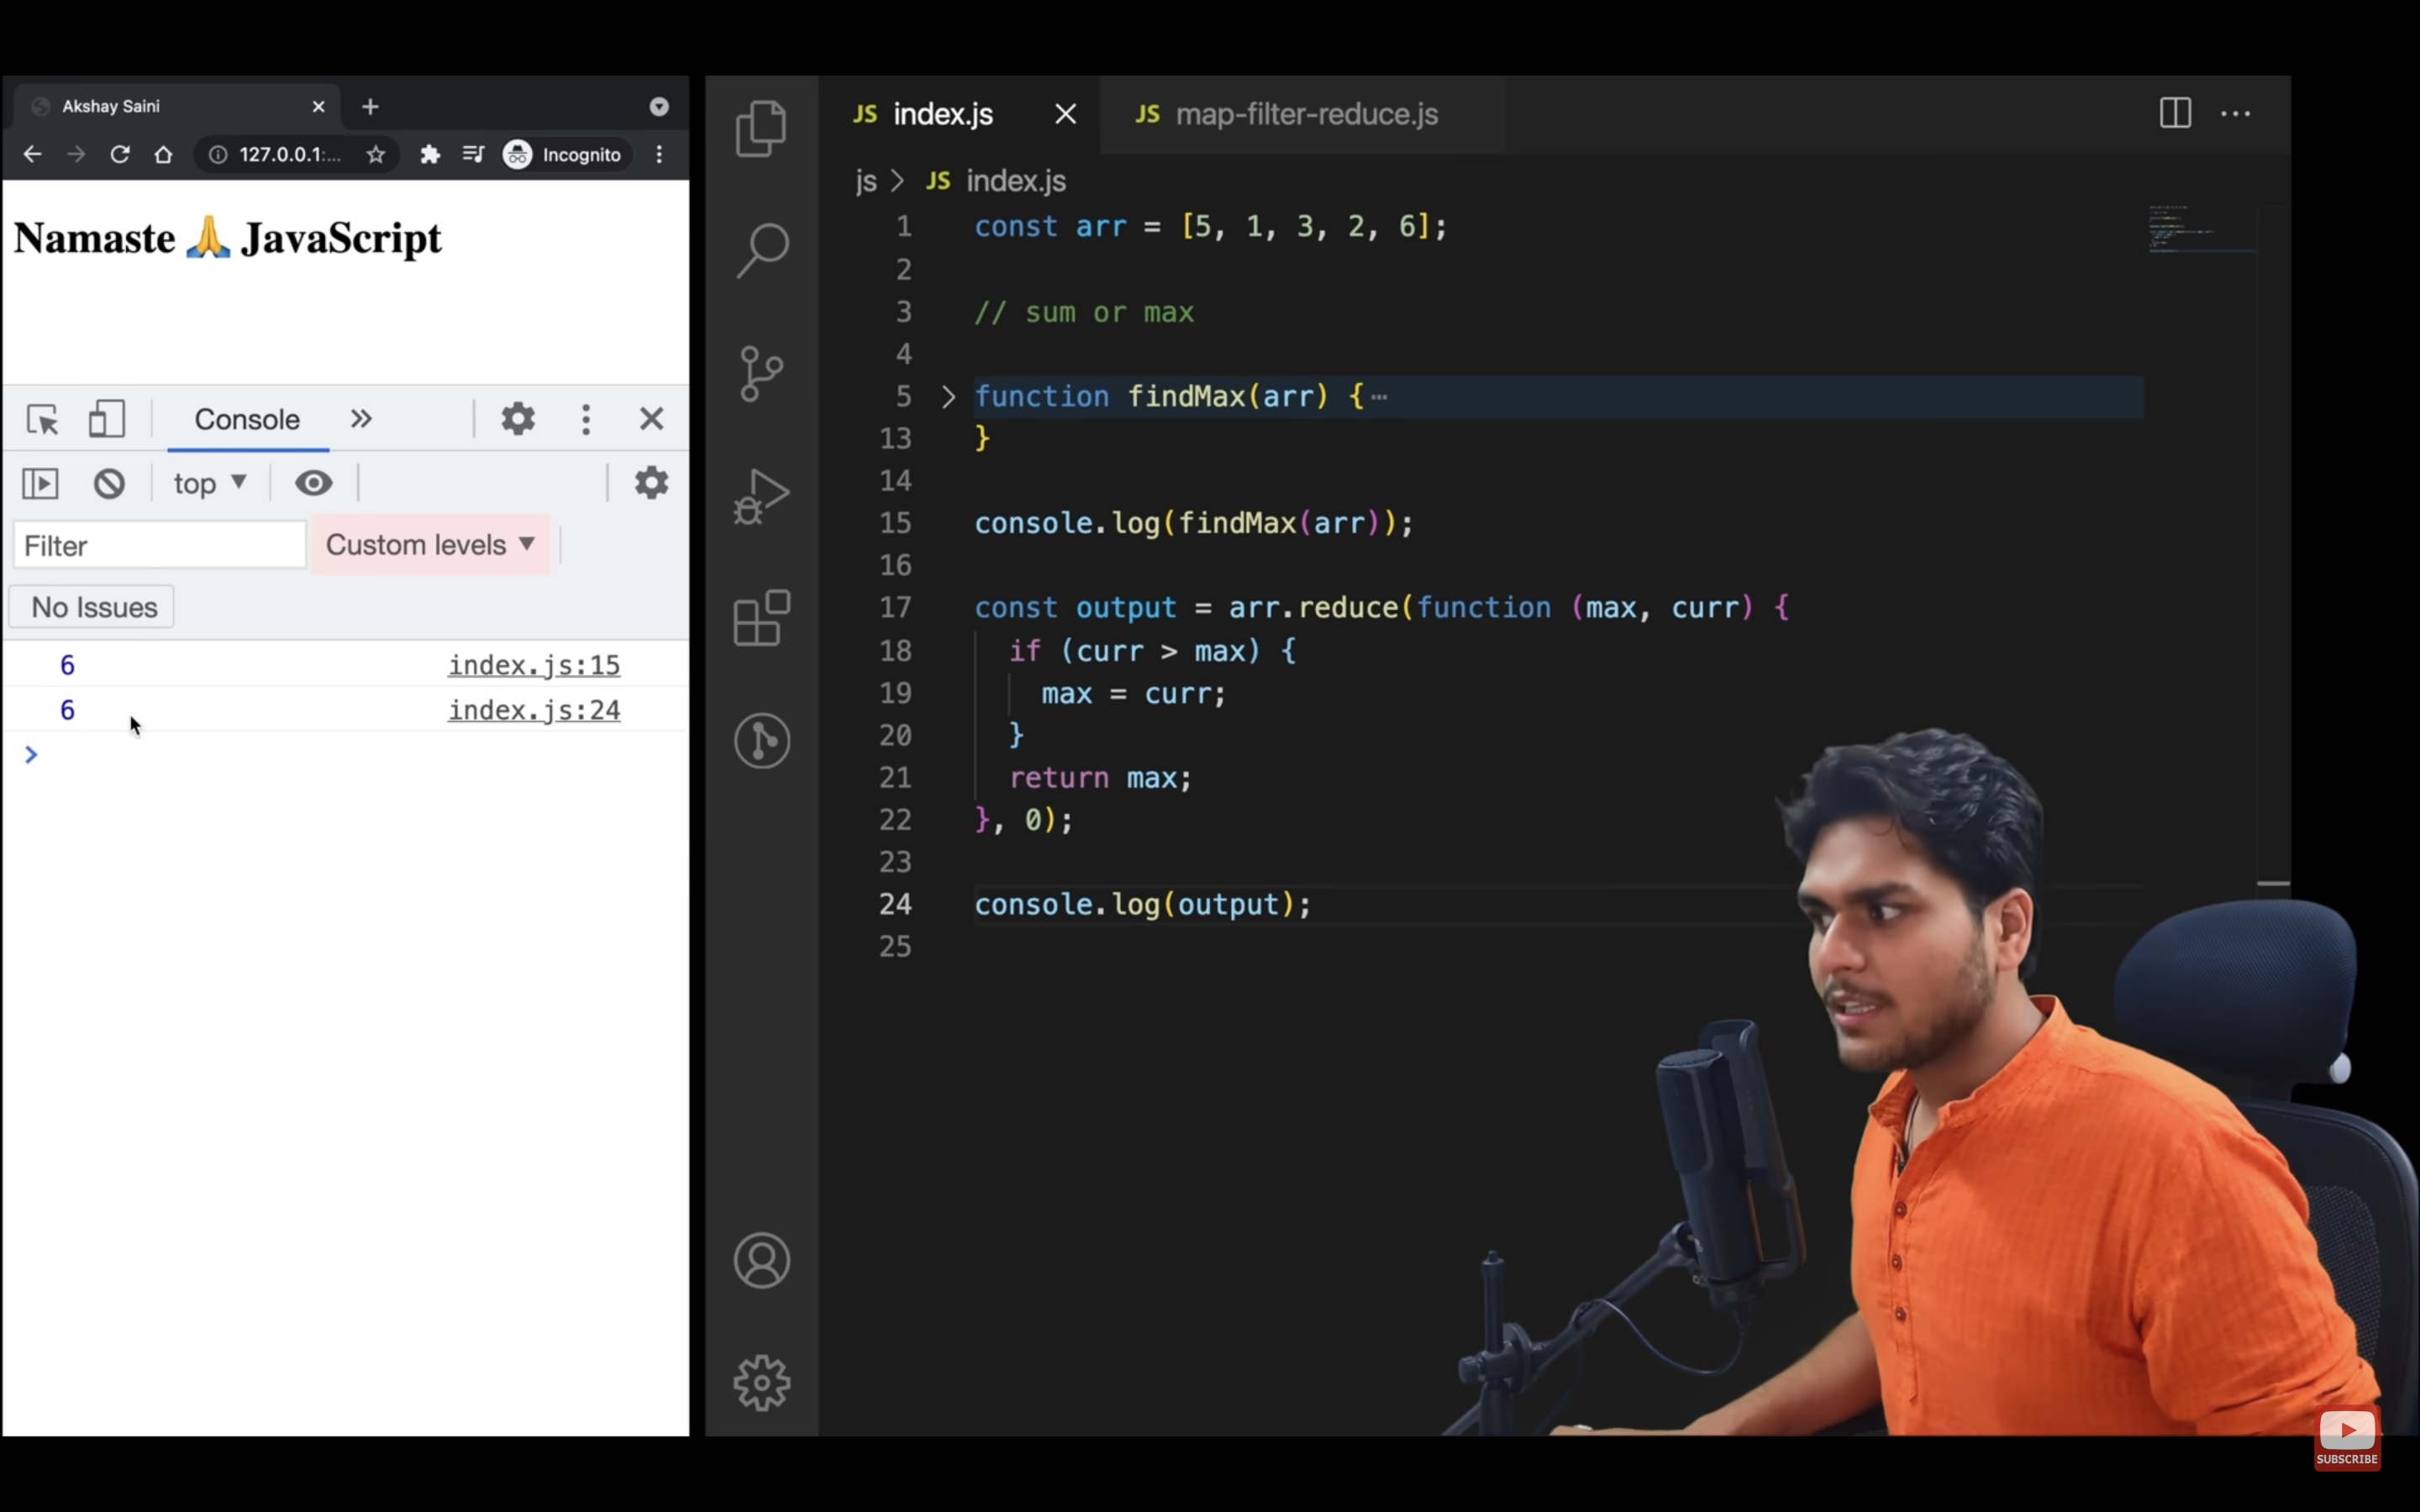 Akshay Saini
127.0.0.1:...
Incognito
Namaste 🙏 JavaScript
Console
top
Filter
Custom levels
No Issues
6 index.js:15
6 index.js:24
JS index.js
JS map-filter-reduce.js
js > JS index.js
1 const arr = [5, 1, 3, 2, 6];
2
3 // sum or max
4
5 function findMax(arr) {⋯
13 }
14
15 console.log(findMax(arr));
16
17 const output = arr.reduce(function (max, curr) {
18 if (curr > max) {
19 max = curr;
20 }
21 return max;
22 }, 0);
23
24 console.log(output);
25
SUBSCRIBE